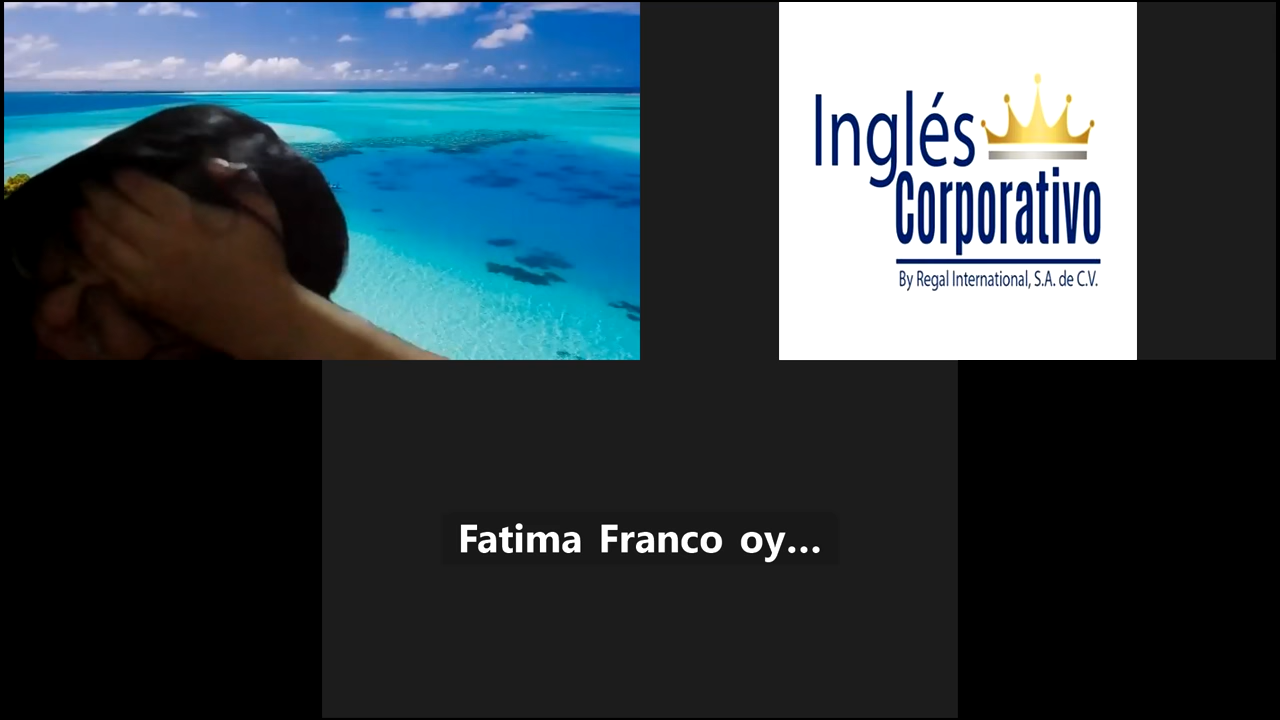 Inglés
Corporativo
By Regal International, S.A. de C.V.
Fatima Franco oy...